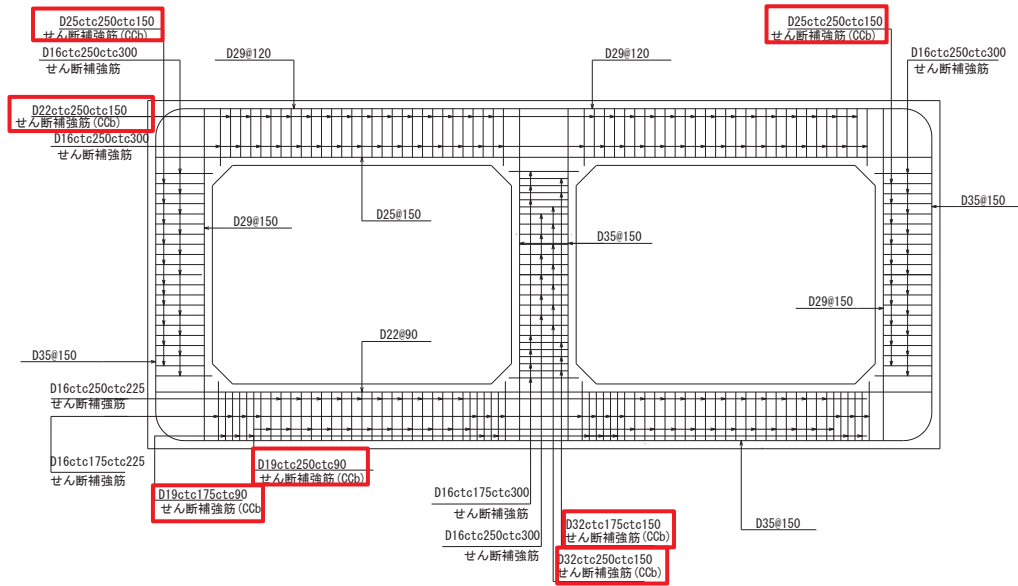 D25ctc250ctc150
せん断補強筋(CCb)
D16ctc250ctc300
せん断補強筋
D29@120
D29@120
D25ctc250ctc150
せん断補強筋(CCb)
D16ctc250ctc300
せん断補強筋
D22ctc250ctc150
せん断補強筋(CCb)
D16ctc250ctc300
せん断補強筋
D29@150
D25@150
D35@150
D35@150
D29@150
D35@150
D22@90
D16ctc250ctc225
せん断補強筋
D16ctc175ctc225
せん断補強筋
D19ctc250ctc90
せん断補強筋(CCb)
D19ctc175ctc90
せん断補強筋(CCb
D16ctc175ctc300
せん断補強筋
D16ctc250ctc300
せん断補強筋
D32ctc175ctc150
せん断補強筋(CCb)
D32ctc250ctc150
せん断補強筋(CCb)
D35@150